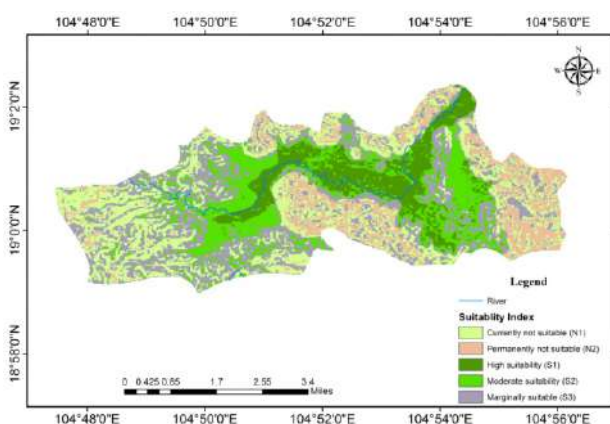 104°48'0"E 104°50'0"E 104°52'0"E 104°54'0"E 104°56'0"E
N
W E
S
19°2'0"N
19°0'0"N
18°58'0"N
Legend
River
Suitablity Index
Currently not suitable (N1)
Permanently not suitable (N2)
High suitability (S1)
Moderate suitability (S2)
Marginally suitable (S3)
0 0.425 0.85 1.7 2.55 3.4
Miles
104°48'0"E 104°50'0"E 104°52'0"E 104°54'0"E 104°56'0"E